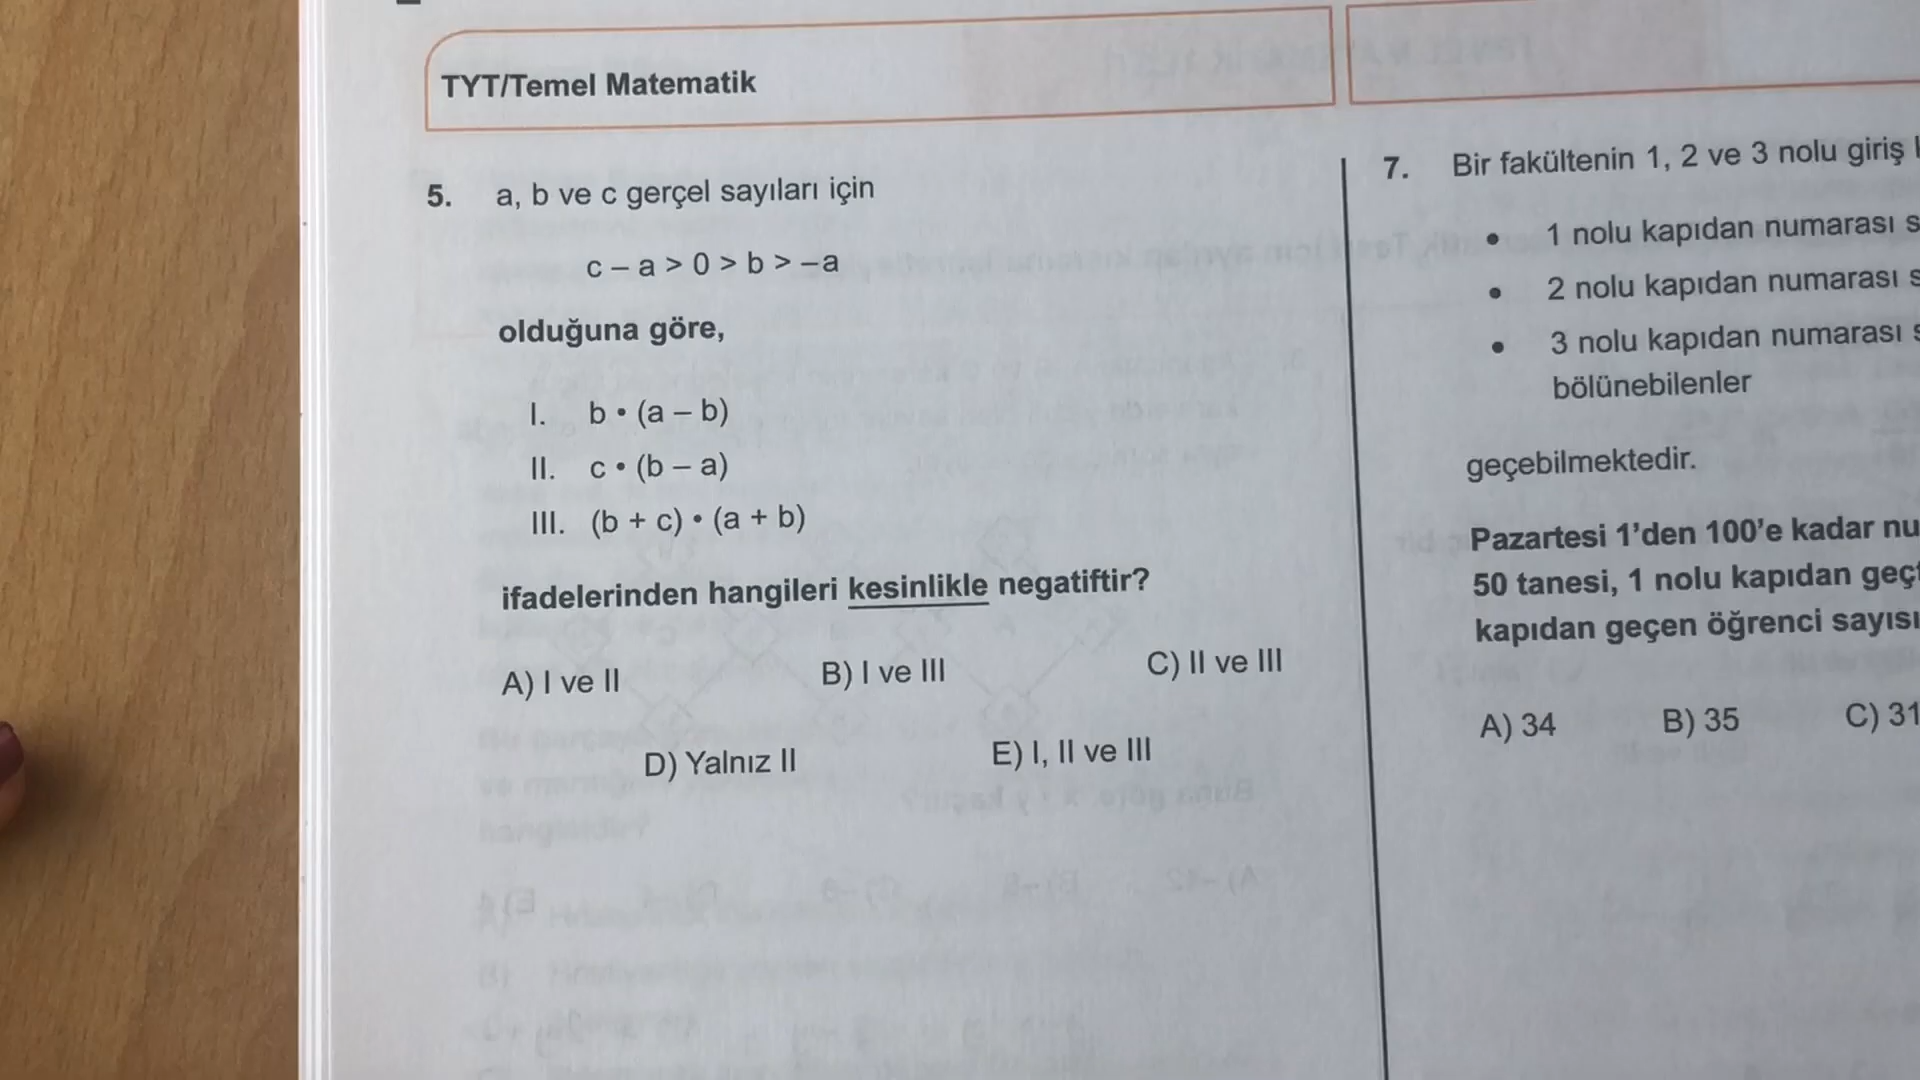 TYT/Temel Matematik
5. a, b ve c gerçel sayıları için
c – a > 0 > b > –a
olduğuna göre,
I. b • (a – b)
II. c • (b – a)
III. (b + c) • (a + b)
ifadelerinden hangileri kesinlikle negatiftir?
A) I ve II B) I ve III C) II ve III
D) Yalnız II E) I, II ve III
7. Bir fakültenin 1, 2 ve 3 nolu giriş
• 1 nolu kapıdan numarası
• 2 nolu kapıdan numarası
• 3 nolu kapıdan numarası
bölünebilenler
geçebilmektedir.
Pazartesi 1'den 100'e kadar nu
50 tanesi, 1 nolu kapıdan geç
kapıdan geçen öğrenci sayısı
A) 34 B) 35 C) 31